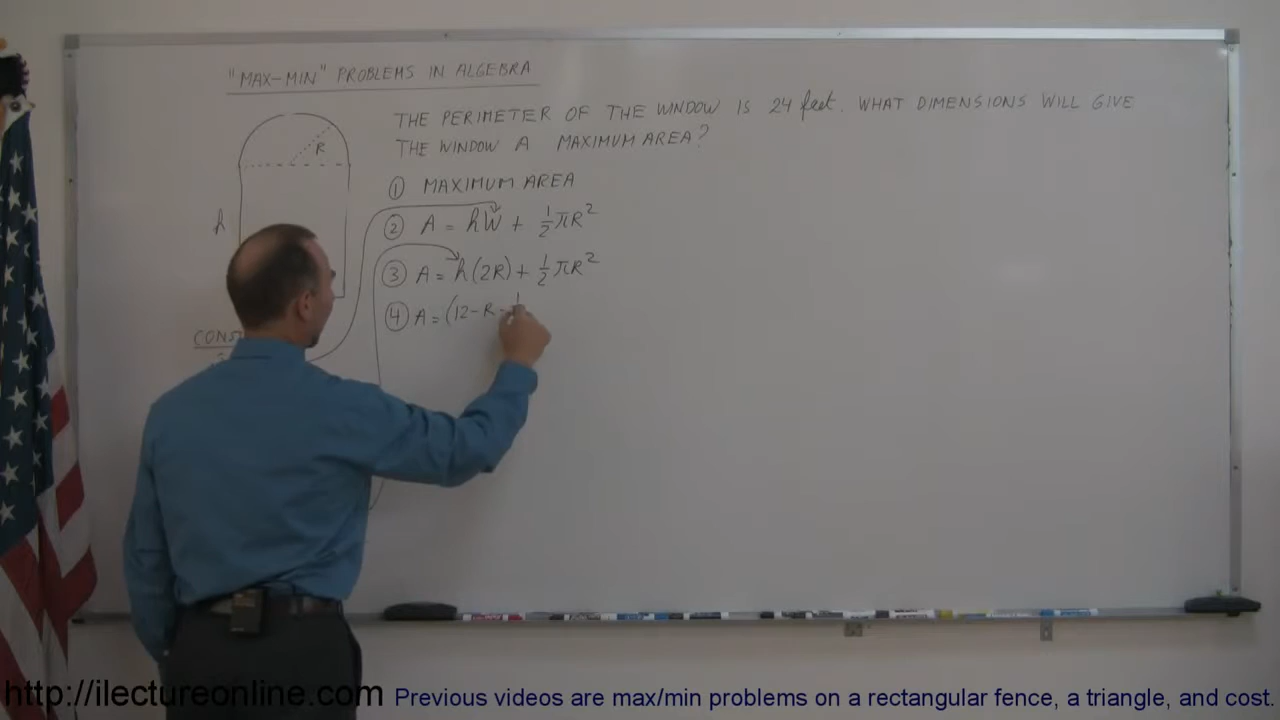 "MAX-MIN" PROBLEMS IN ALGEBRA
THE PERIMETER OF THE WINDOW IS 24 feet. WHAT DIMENSIONS WILL GIVE
THE WINDOW A MAXIMUM AREA?
R
h
① MAXIMUM AREA
② A = hW + ½πR²
③ A = h(2R) + ½πR²
④ A = (12-R-
http://ilectureonline.com Previous videos are max/min problems on a rectangular fence, a triangle, and cost.